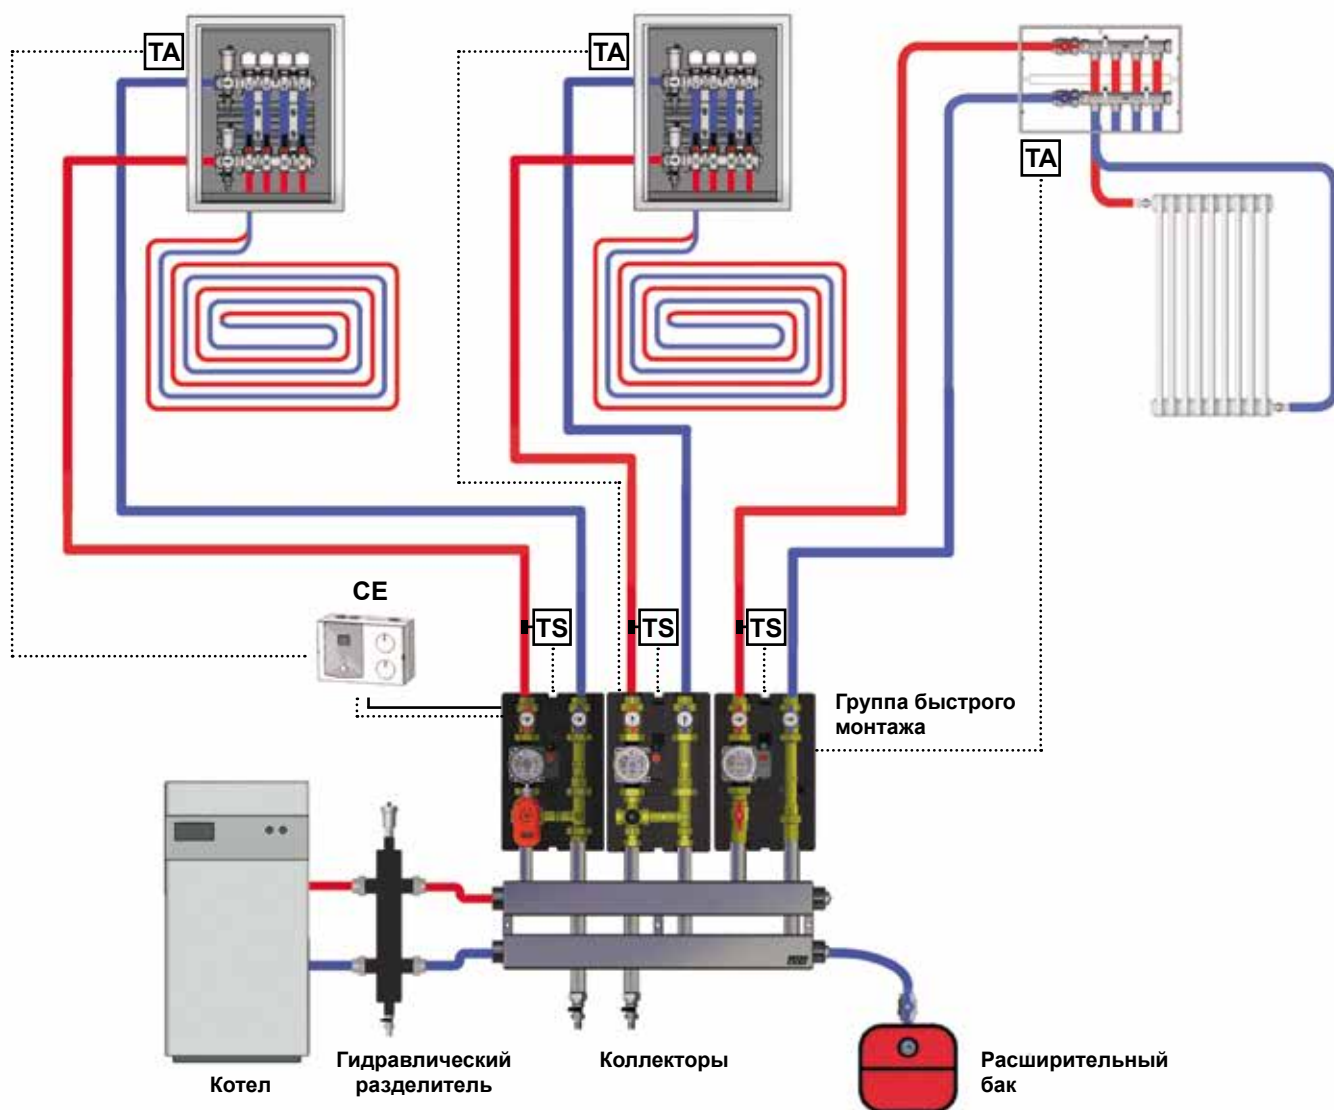 TA
TA
TA
CE
TS
TS
TS
Группа быстрого
монтажа
Гидравлический
разделитель
Коллекторы
Расширительный
бак
Котел